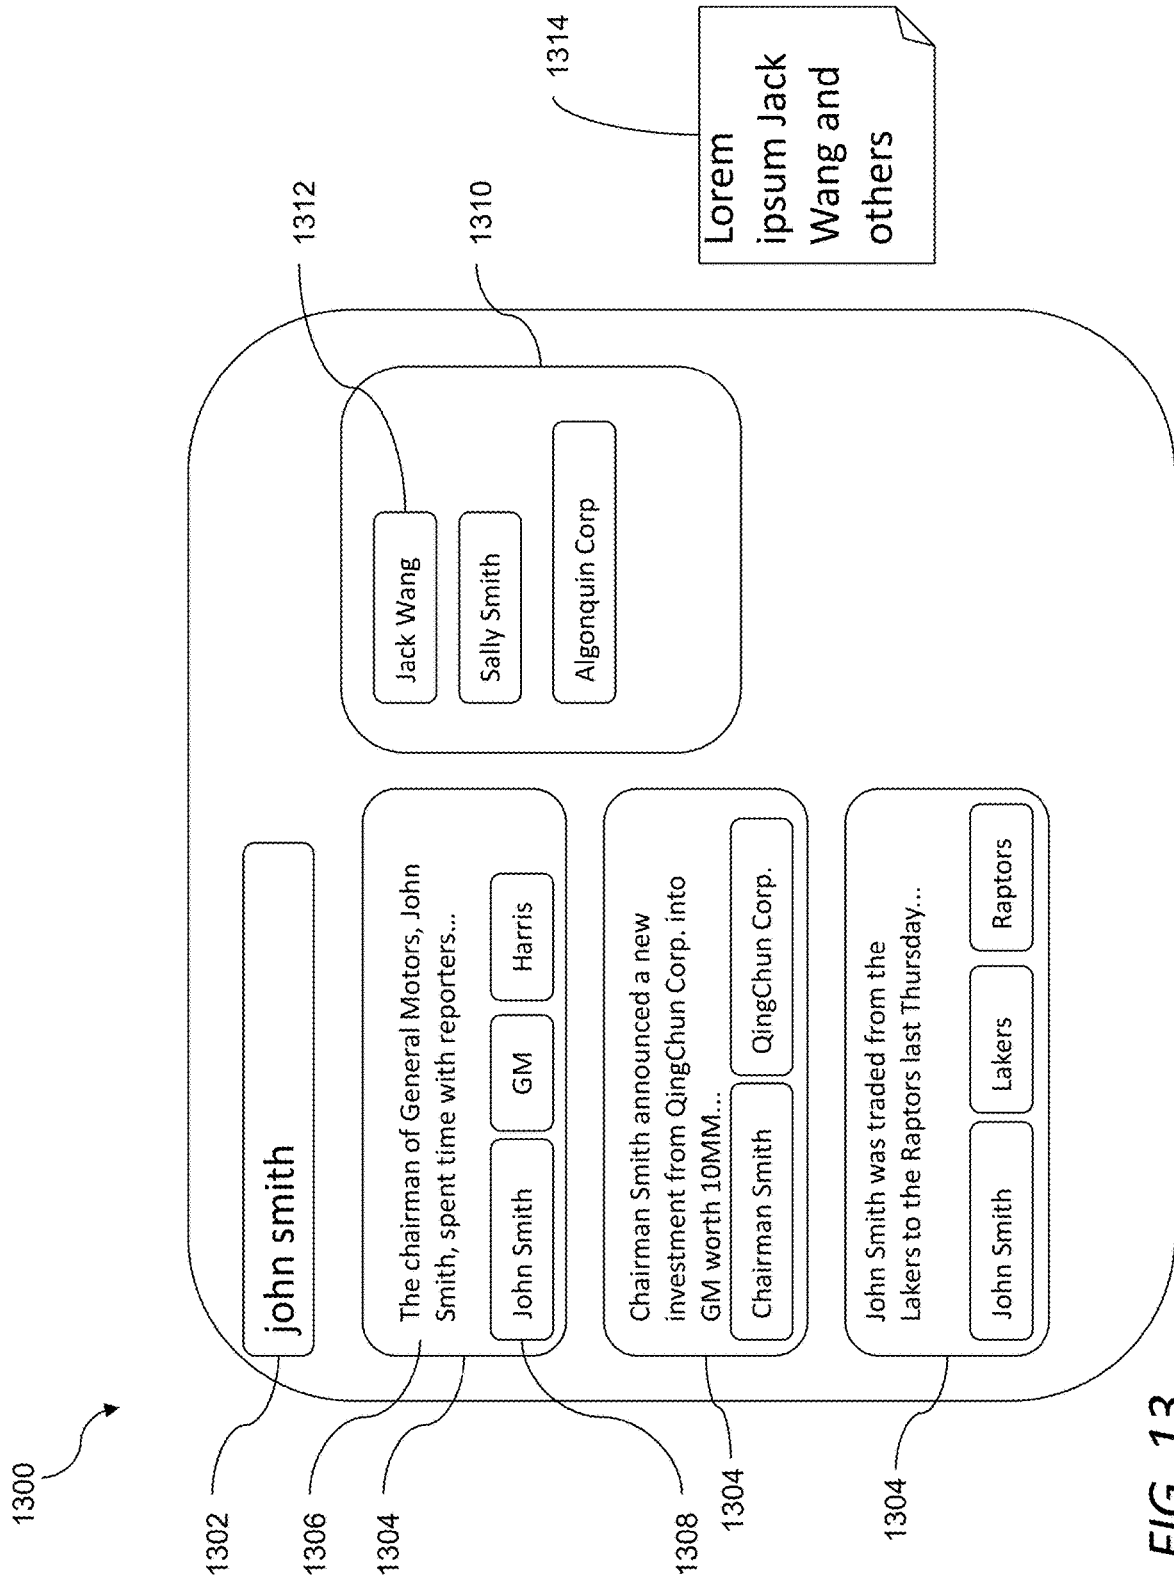 1300
1302
john smith
1306
1304
The chairman of General Motors, John
Smith, spent time with reporters...
John Smith
GM
Harris
1308
1304
Chairman Smith announced a new
investment from QingChun Corp. into
GM worth 10MM...
Chairman Smith
QingChun Corp.
1304
John Smith was traded from the
Lakers to the Raptors last Thursday...
John Smith
Lakers
Raptors
1312
1310
Jack Wang
Sally Smith
Algonquin Corp
1314
Lorem
ipsum Jack
Wang and
others
FIG. 13